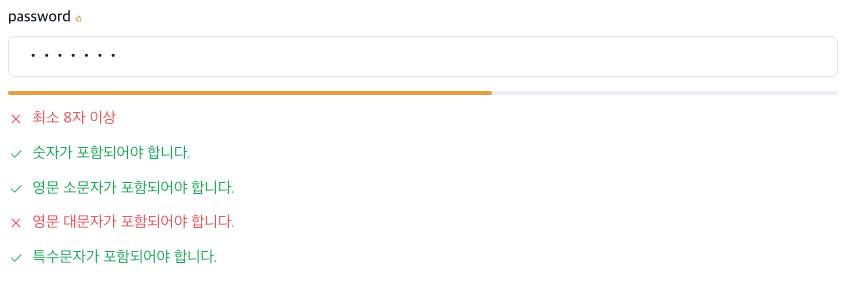 password
최소 8자 이상
숫자가 포함되어야 합니다.
영문 소문자가 포함되어야 합니다.
영문 대문자가 포함되어야 합니다.
특수문자가 포함되어야 합니다.